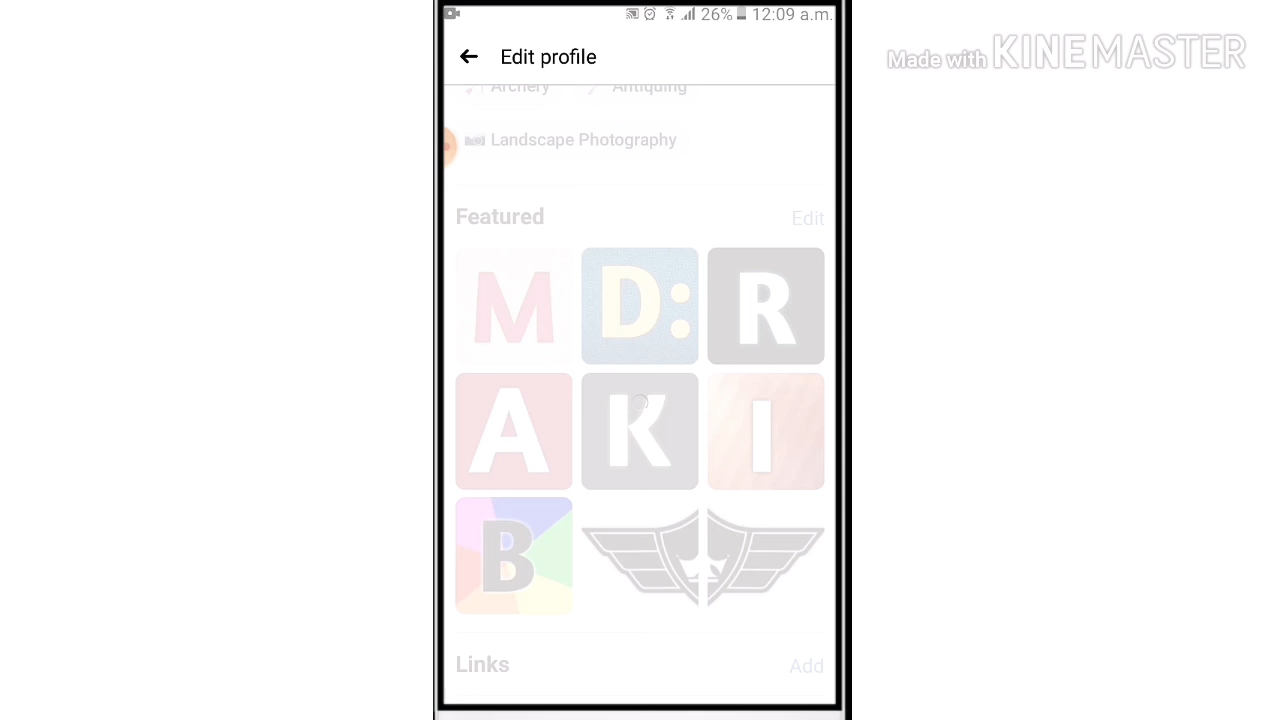 26% 12:09 a.m.
Made with KINEMASTER
Edit profile
Archery Antiquing
Landscape Photography
Featured Edit
M D: R
A K I
B
Links Add